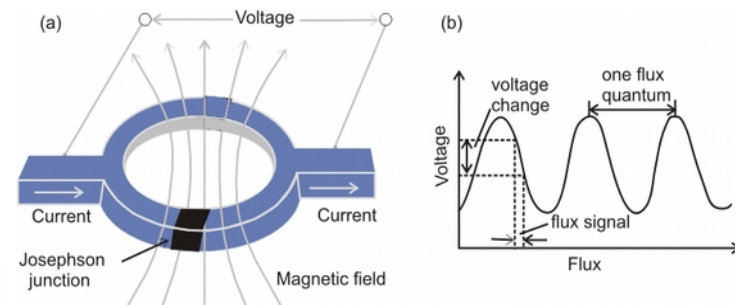 (a)
Voltage
Current
Current
Josephson
junction
Magnetic field
(b)
voltage
change
one flux
quantum
Voltage
flux signal
Flux